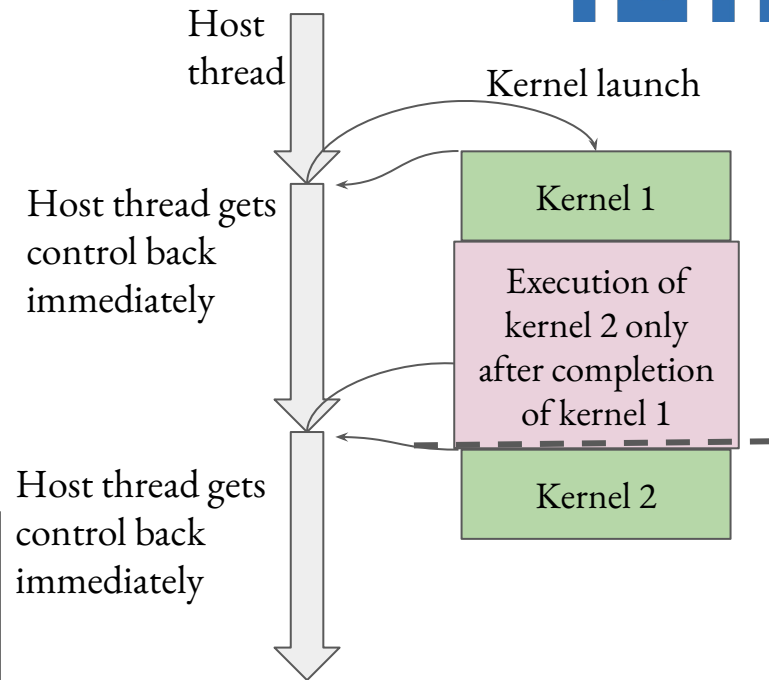 Host
thread
Kernel launch
Kernel 1
Host thread gets
control back
immediately
Execution of
kernel 2 only
after completion
of kernel 1
Host thread gets
control back
immediately
Kernel 2